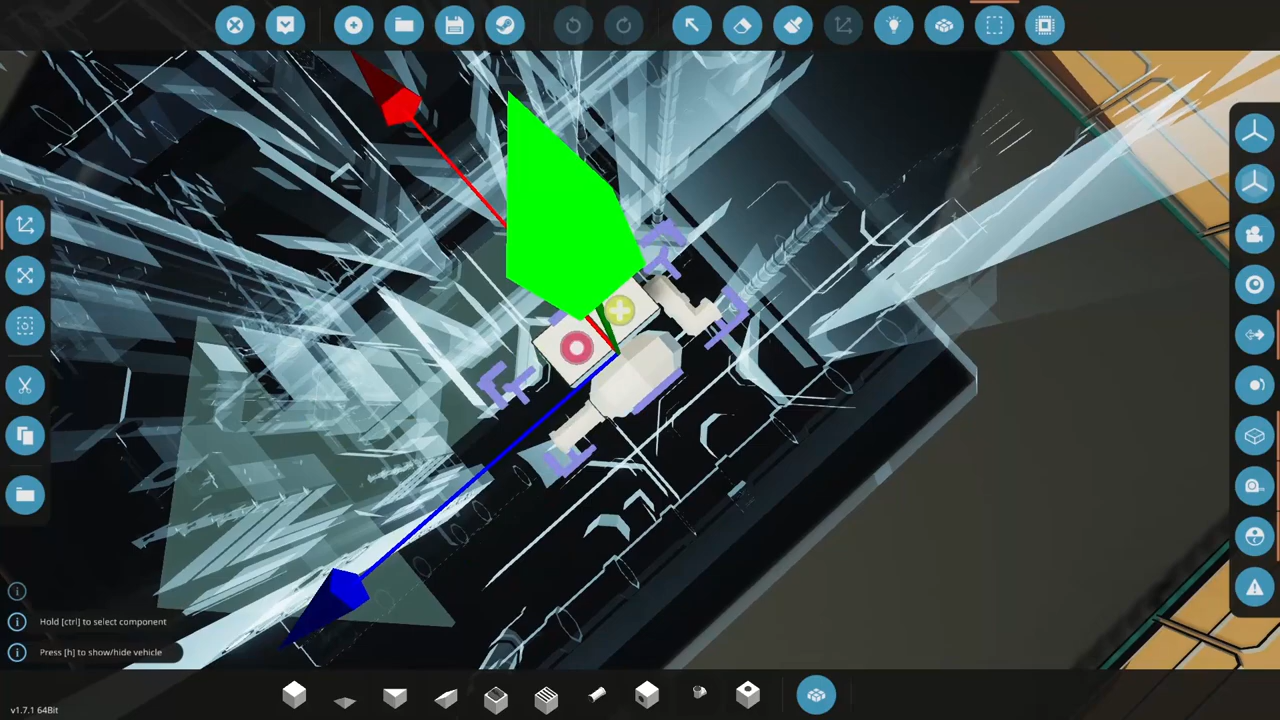 Hold [ctrl] to select component
Press [h] to show/hide vehicle
v1.7.1 64Bit